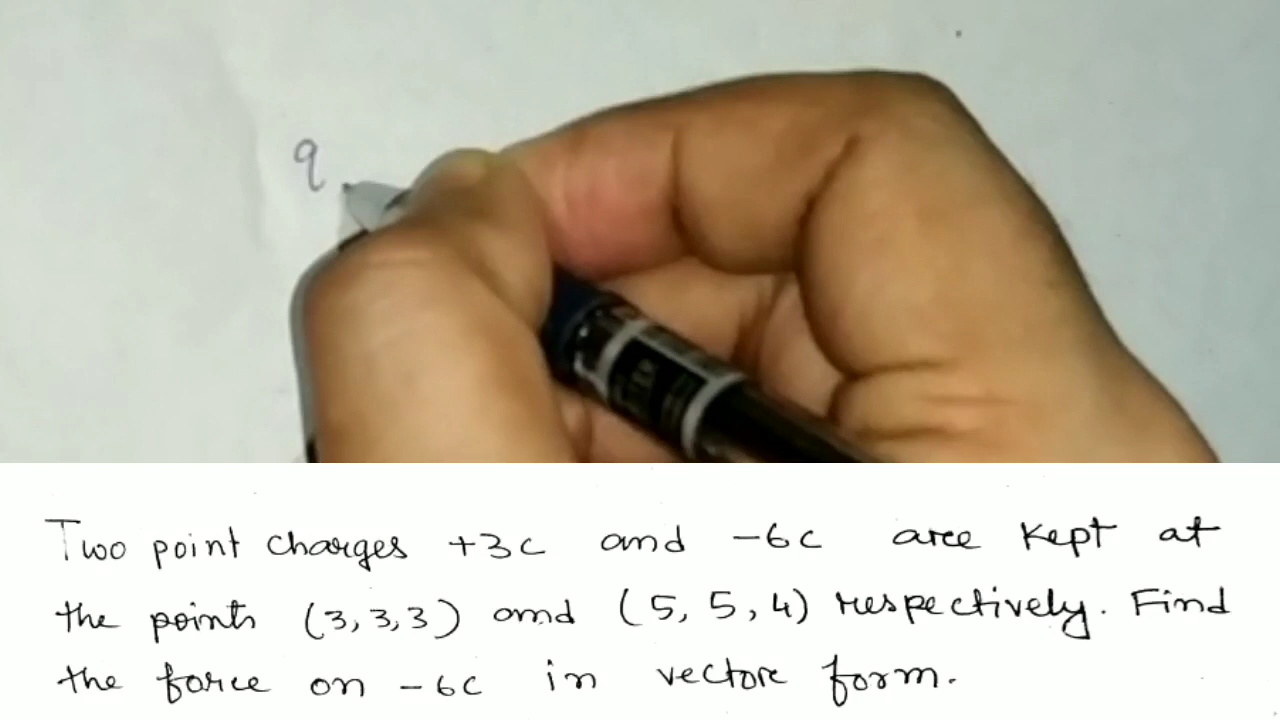 q
Two point charges +3c and -6c are kept at
the points (3,3,3) and (5, 5, 4) respectively. Find
the force on -6c in vector form.